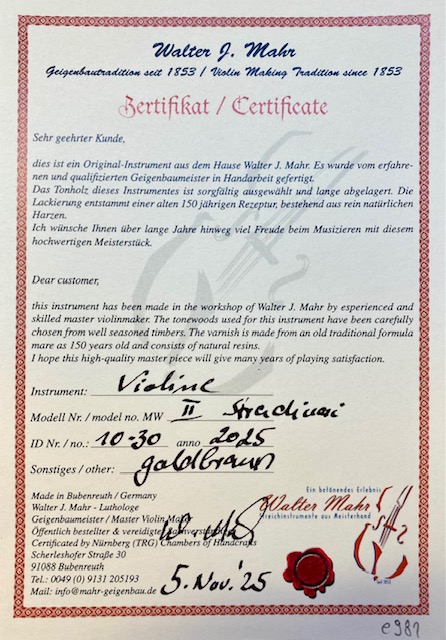 Walter J. Mahr
Geigenbautradition seit 1853 / Violin Making Tradition since 1853
Zertifikat / Certificate
Sehr geehrter Kunde,
dies ist ein Original-Instrument aus dem Hause Walter J. Mahr. Es wurde vom erfahre-
nen und qualifizierten Geigenbaumeister in Handarbeit gefertigt.
Das Tonholz dieses Instrumentes ist sorgfältig ausgewählt und lange abgelagert. Die
Lackierung entstammt einer alten 150 jährigen Rezeptur, bestehend aus rein natürlichen
Harzen.
Ich wünsche Ihnen über lange Jahre hinweg viel Freude beim Musizieren mit diesem
hochwertigen Meisterstück.
Dear customer,
this instrument has been made in the workshop of Walter J. Mahr by esperienced and
skilled master violinmaker. The tonewoods used for this instrument have been carefully
chosen from well seasoned timbers. The varnish is made from an old traditional formula
mare as 150 years old and consists of natural resins.
I hope this high-quality master piece will give many years of playing satisfaction.
Instrument: Violine
Modell Nr. / model no. MW II Stradivari
ID Nr. / no.: 10-30 anno 2025
Sonstiges / other: goldbraun
Made in Bubenreuth / Germany
Walter J. Mahr - Luthologe
Geigenbaumeister / Master Violin
Öffentlich bestellter & vereidigter
Certificated by Nürnberg (TRG) Chambers of Handcrafts
Scherleshofer Straße 30
91088 Bubenreuth
Tel.: 0049 (0) 9131 205193
Mail: info@mahr-geigenbau.de
5. Nov. '25
Ein betönendes Erlebnis
Walter Mahr
Streichinstrumente aus Meisterhand
Seit 1853
e981